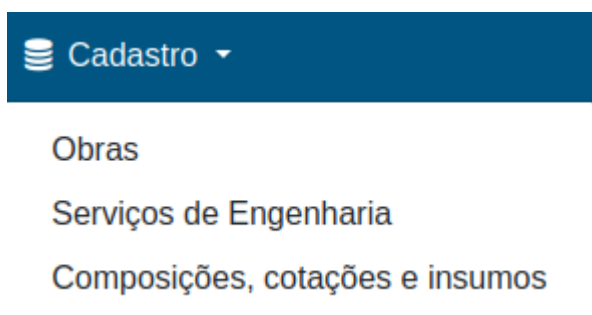 Cadastro
Obras
Serviços de Engenharia
Composições, cotações e insumos